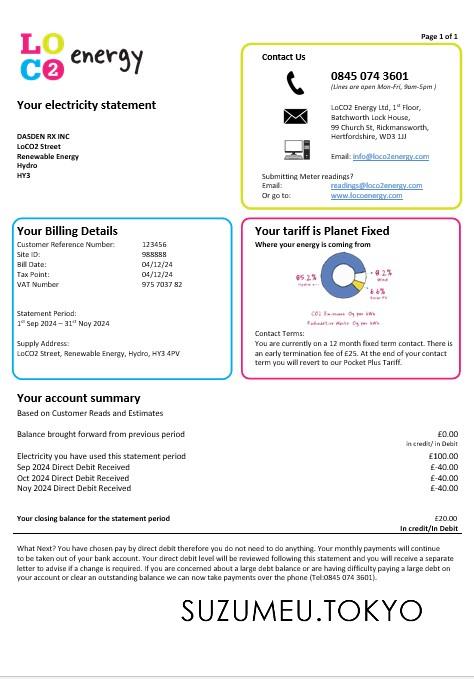 Page 1 of 1
LO
CO2 energy
Your electricity statement
DASDEN RX INC
LoCO2 Street
Renewable Energy
Hydro
HY3
Contact Us
0845 074 3601
(Lines are open Mon-Fri, 9am-5pm )
LoCO2 Energy Ltd, 1st Floor,
Batchworth Lock House,
99 Church St, Rickmansworth,
Hertfordshire, WD3 1JJ
Email: info@loco2energy.com
Submitting Meter readings?
Email: readings@loco2energy.com
Or go to: www.locoenergy.com
Your Billing Details
Customer Reference Number: 123456
Site ID: 988888
Bill Date: 04/12/24
Tax Point: 04/12/24
VAT Number 975 7037 82
Statement Period:
1st Sep 2024 – 31st Nov 2024
Supply Address:
LoCO2 Street, Renewable Energy, Hydro, HY3 4PV
Your tariff is Planet Fixed
Where your energy is coming from
85.2%
Hydro
8.2%
Wind
6.6%
Solar PV
CO2 Emissions 0g per kWh
Radioactive Waste 0g per kWh
Contact Terms:
You are currently on a 12 month fixed term contact. There is
an early termination fee of £25. At the end of your contact
term you will revert to our Pocket Plus Tariff.
Your account summary
Based on Customer Reads and Estimates
Balance brought forward from previous period £0.00
in credit/ in Debit
Electricity you have used this statement period £100.00
Sep 2024 Direct Debit Received £-40.00
Oct 2024 Direct Debit Received £-40.00
Noy 2024 Direct Debit Received £-40.00
Your closing balance for the statement period £20.00
In credit/In Debit
What Next? You have chosen pay by direct debit therefore you do not need to do anything. Your monthly payments will continue
to be taken out of your bank account. Your direct debit level will be reviewed following this statement and you will receive a separate
letter to advise if a change is required. If you are concerned about a large debit balance or are having difficulty paying a large debt on
your account or clear an outstanding balance we can now take payments over the phone (Tel:0845 074 3601).
SUZUMEU.TOKYO